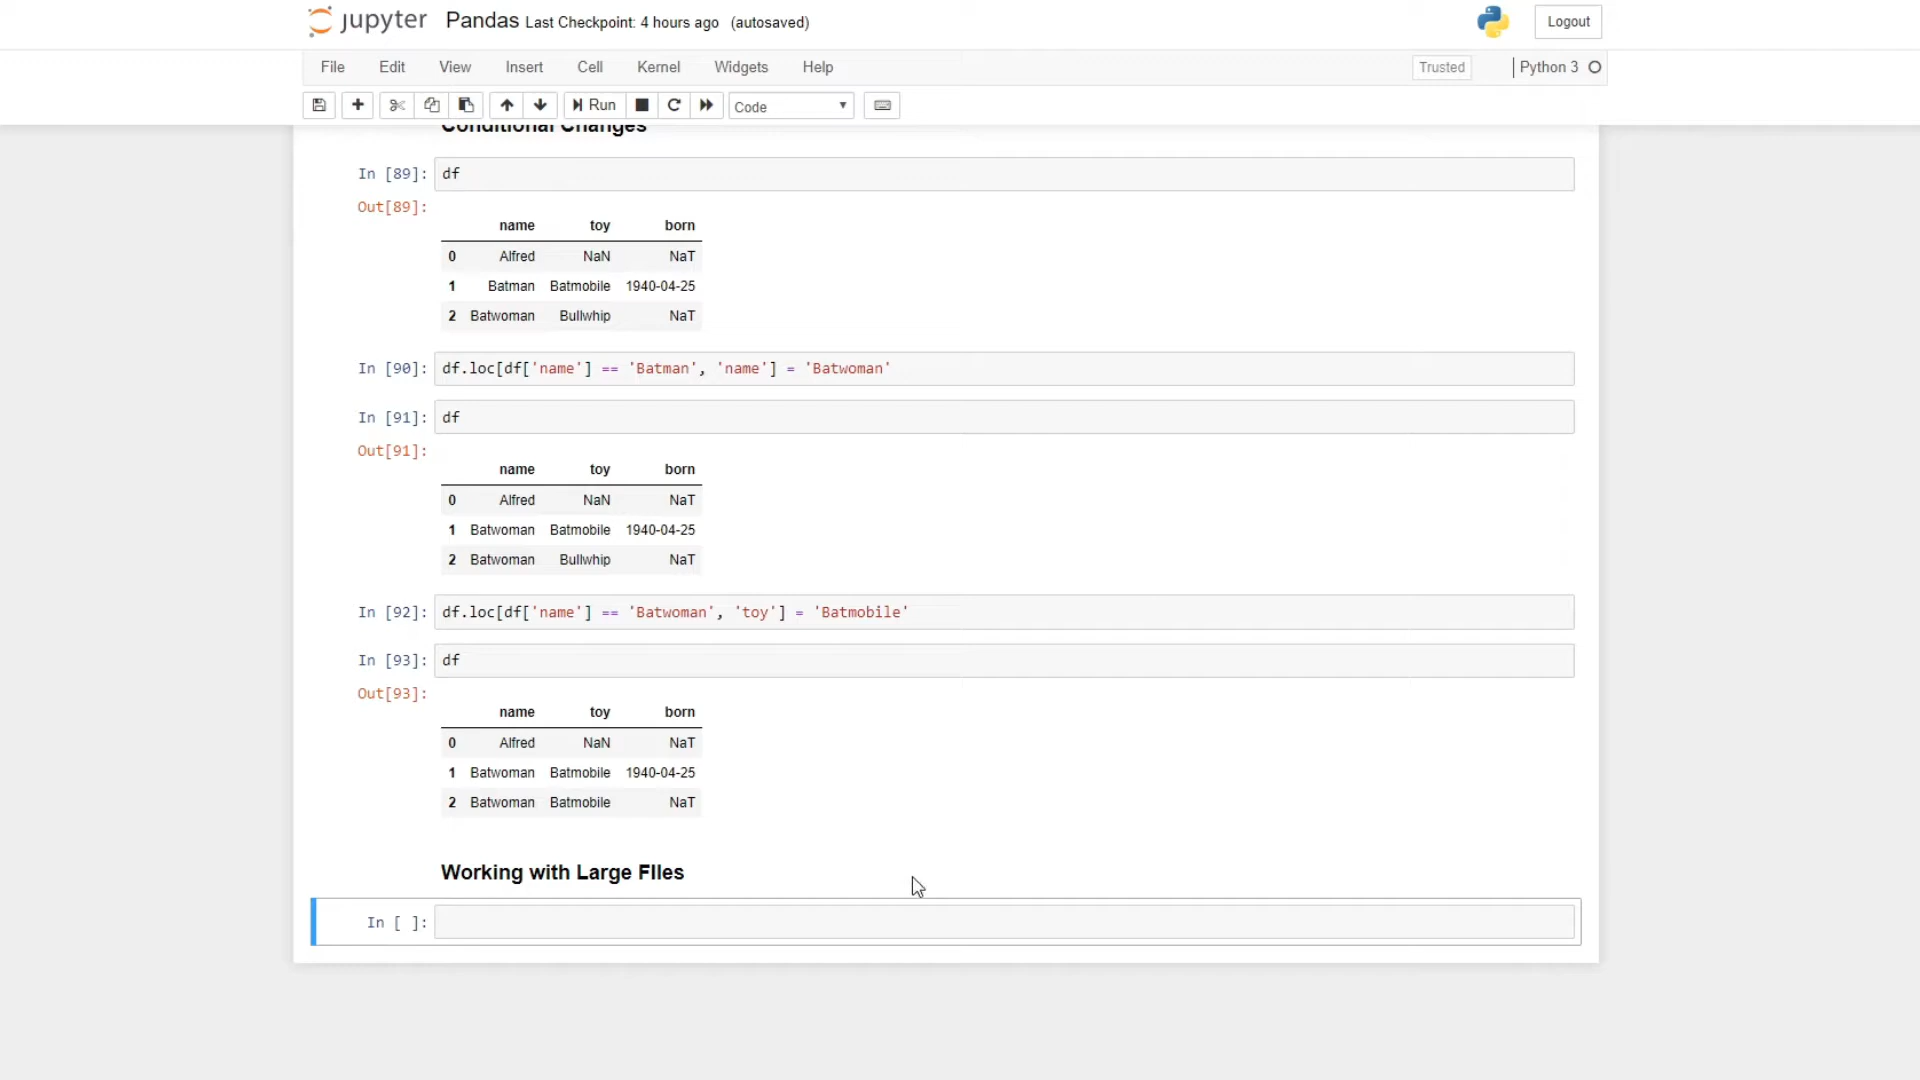 jupyter Pandas Last Checkpoint: 4 hours ago (autosaved) Logout
File Edit View Insert Cell Kernel Widgets Help Trusted Python 3
Run Code
Conditional Changes
In [89]: df
Out[89]:
name toy born
0 Alfred NaN NaT
1 Batman Batmobile 1940-04-25
2 Batwoman Bullwhip NaT
In [90]: df.loc[df['name'] == 'Batman', 'name'] = 'Batwoman'
In [91]: df
Out[91]:
name toy born
0 Alfred NaN NaT
1 Batwoman Batmobile 1940-04-25
2 Batwoman Bullwhip NaT
In [92]: df.loc[df['name'] == 'Batwoman', 'toy'] = 'Batmobile'
In [93]: df
Out[93]:
name toy born
0 Alfred NaN NaT
1 Batwoman Batmobile 1940-04-25
2 Batwoman Batmobile NaT
Working with Large FIles
In [ ]: